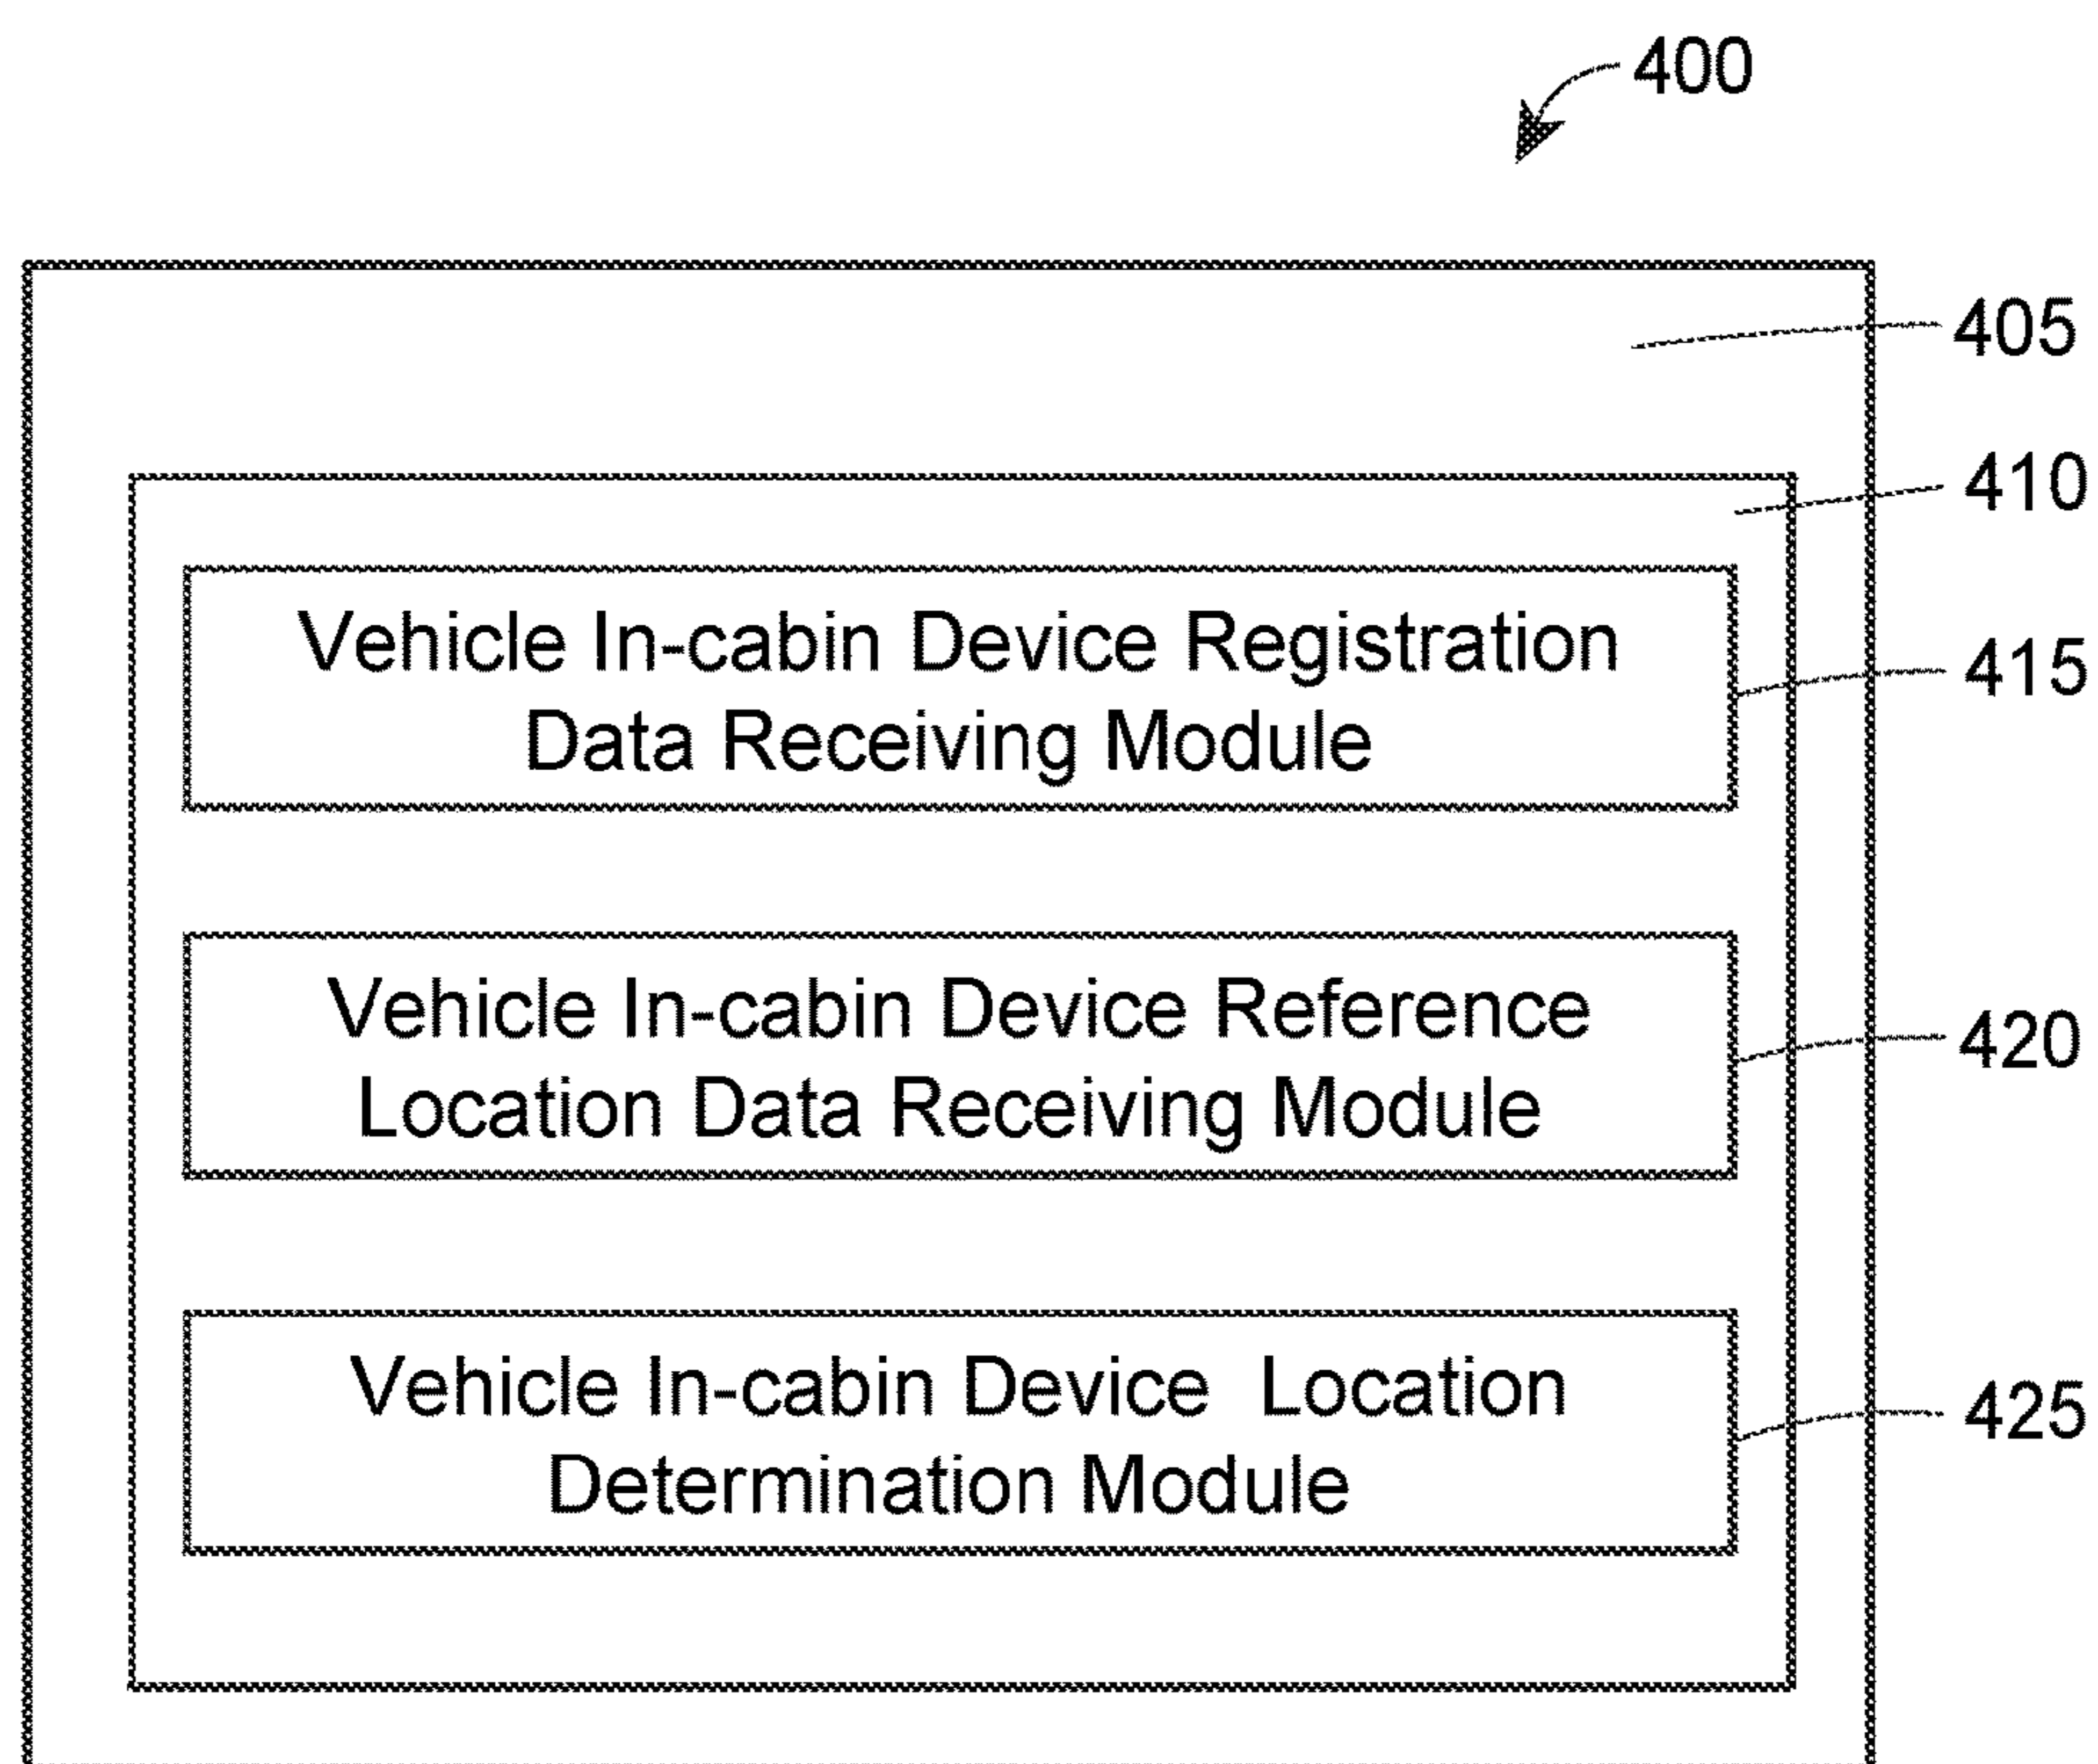 400
405
410
Vehicle In-cabin Device Registration
Data Receiving Module
415
Vehicle In-cabin Device Reference
Location Data Receiving Module
420
Vehicle In-cabin Device Location
Determination Module
425